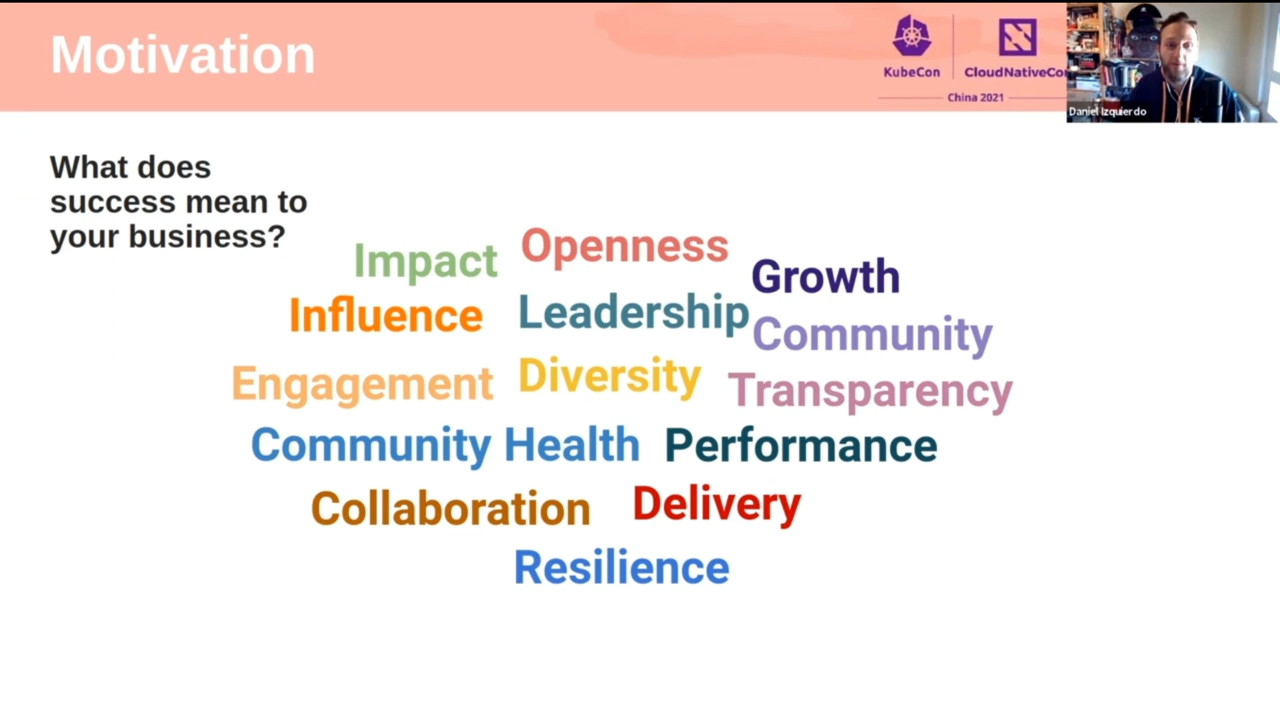 Motivation
KubeCon
CloudNativeCo
China 2021
Daniel Izquierdo
What does
success mean to
your business?
Impact
Openness
Growth
Influence
Leadership
Community
Engagement
Diversity
Transparency
Community Health
Performance
Collaboration
Delivery
Resilience